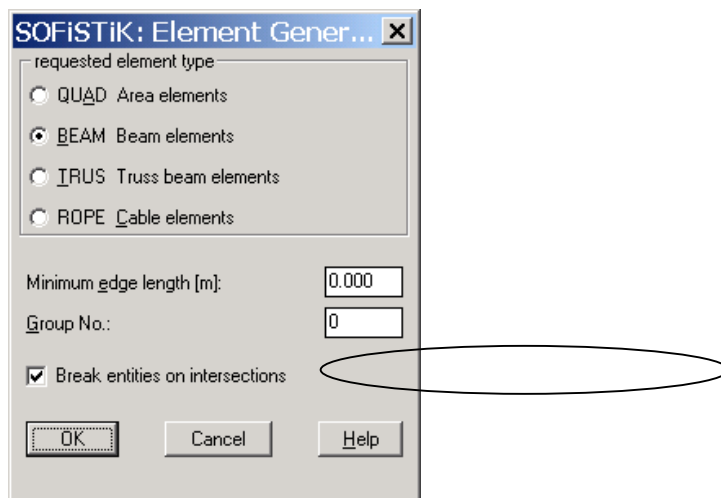 SOFiSTiK: Element Gener...
requested element type
QUAD Area elements
BEAM Beam elements
TRUS Truss beam elements
ROPE Cable elements
Minimum edge length [m]: 0.000
Group No.: 0
Break entities on intersections
OK Cancel Help